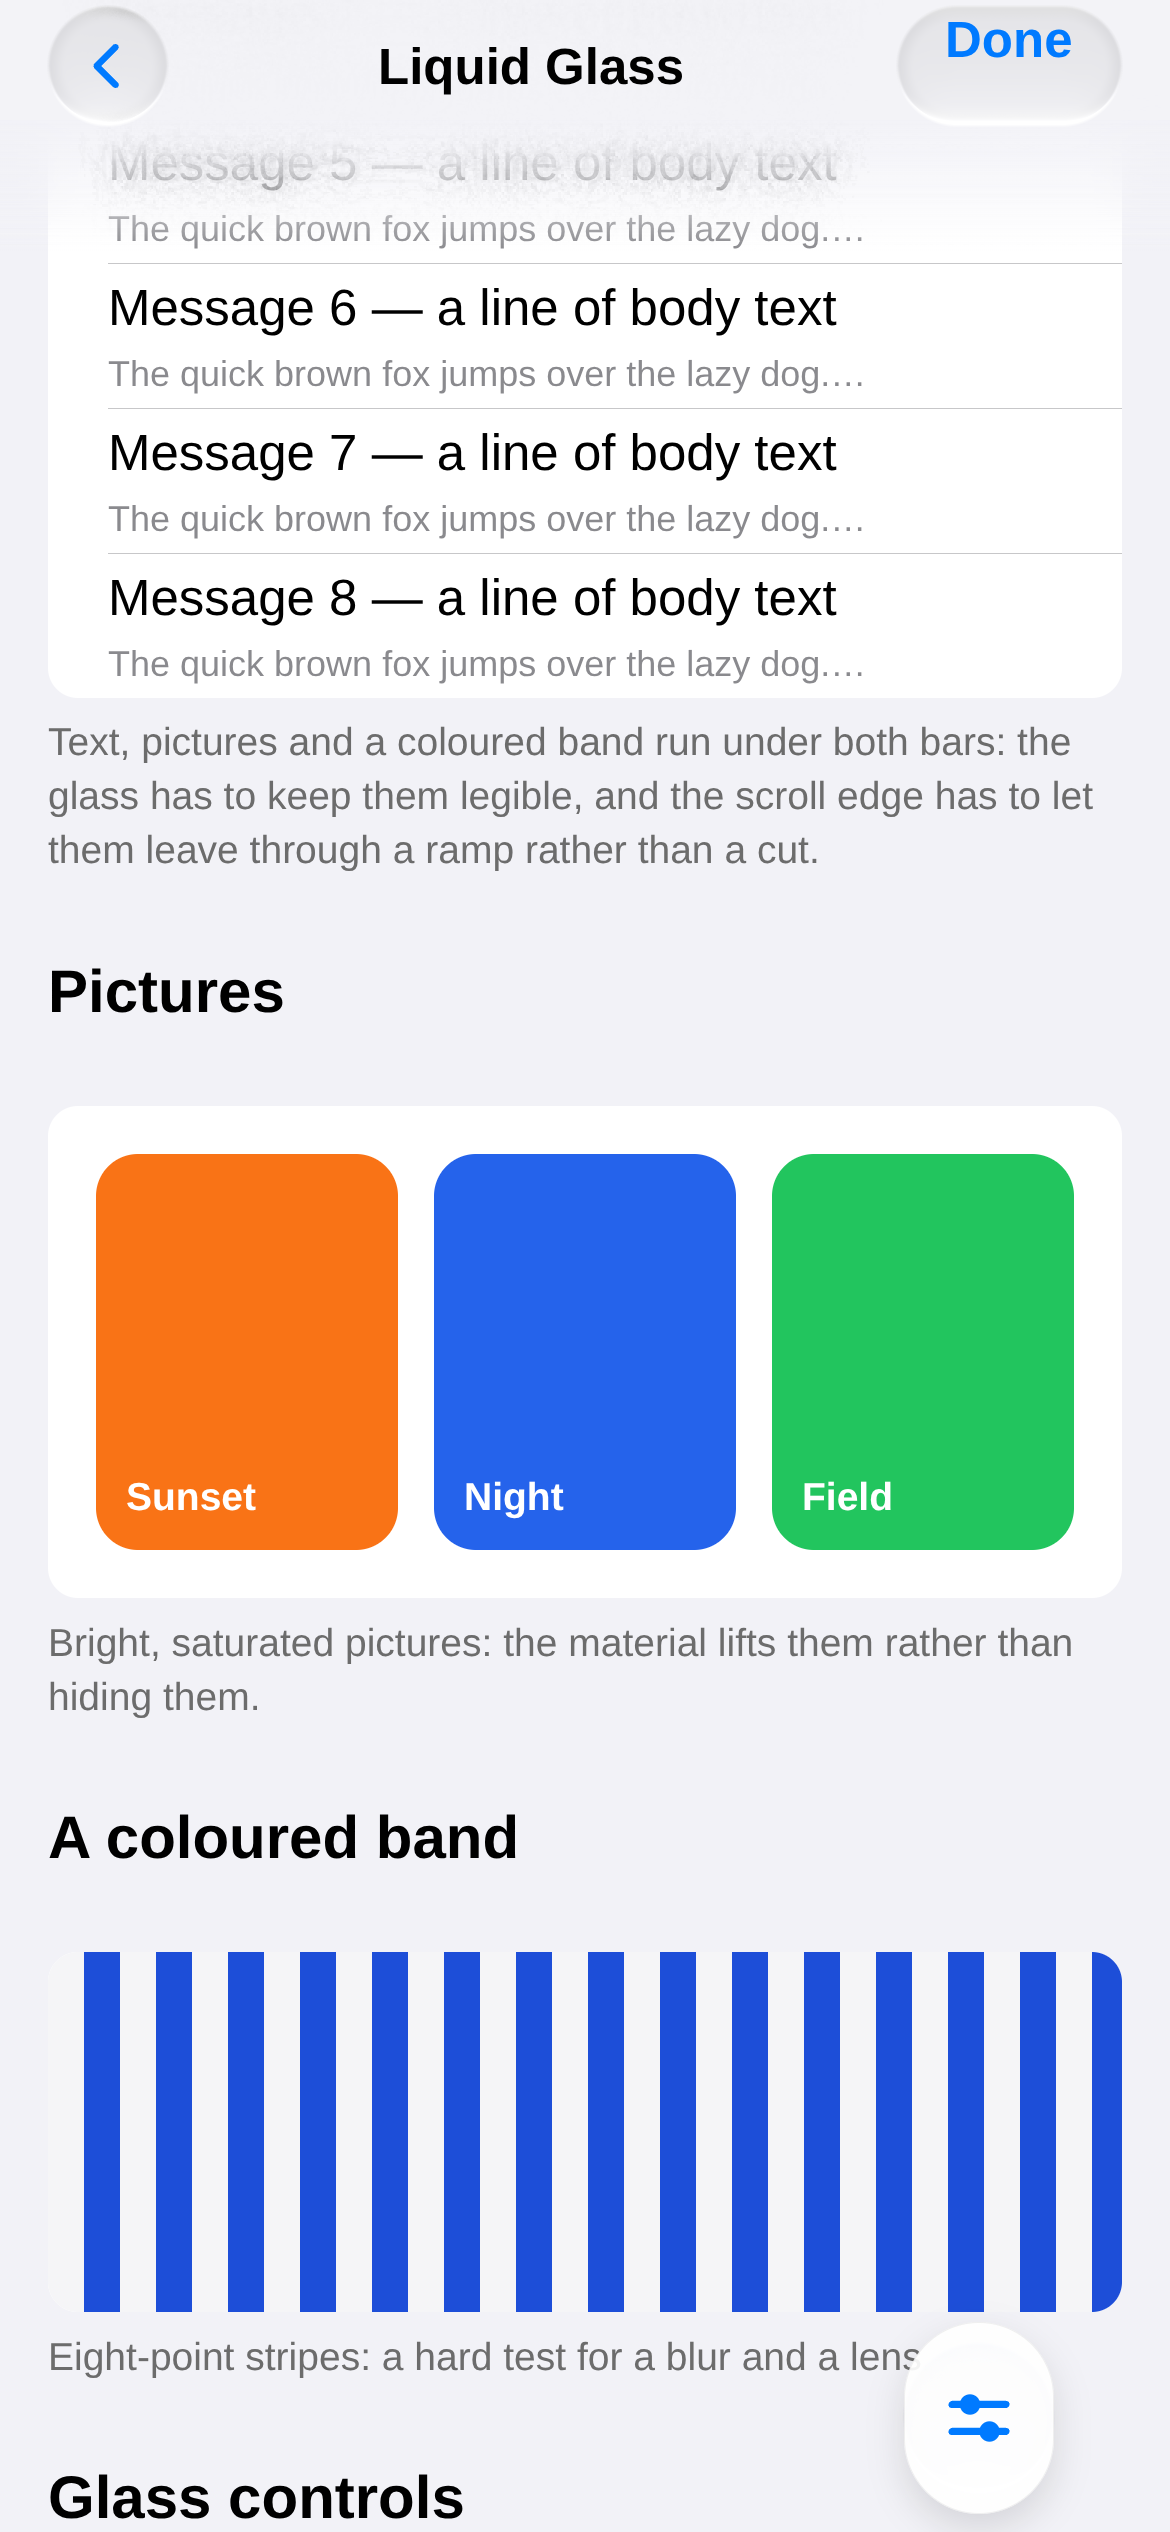 Liquid Glass
Done
Message 5 — a line of body text
The quick brown fox jumps over the lazy dog.…
Message 6 — a line of body text
The quick brown fox jumps over the lazy dog.…
Message 7 — a line of body text
The quick brown fox jumps over the lazy dog.…
Message 8 — a line of body text
The quick brown fox jumps over the lazy dog.…
Text, pictures and a coloured band run under both bars: the
glass has to keep them legible, and the scroll edge has to let
them leave through a ramp rather than a cut.
Pictures
Sunset
Night
Field
Bright, saturated pictures: the material lifts them rather than
hiding them.
A coloured band
Eight-point stripes: a hard test for a blur and a lens
Glass controls